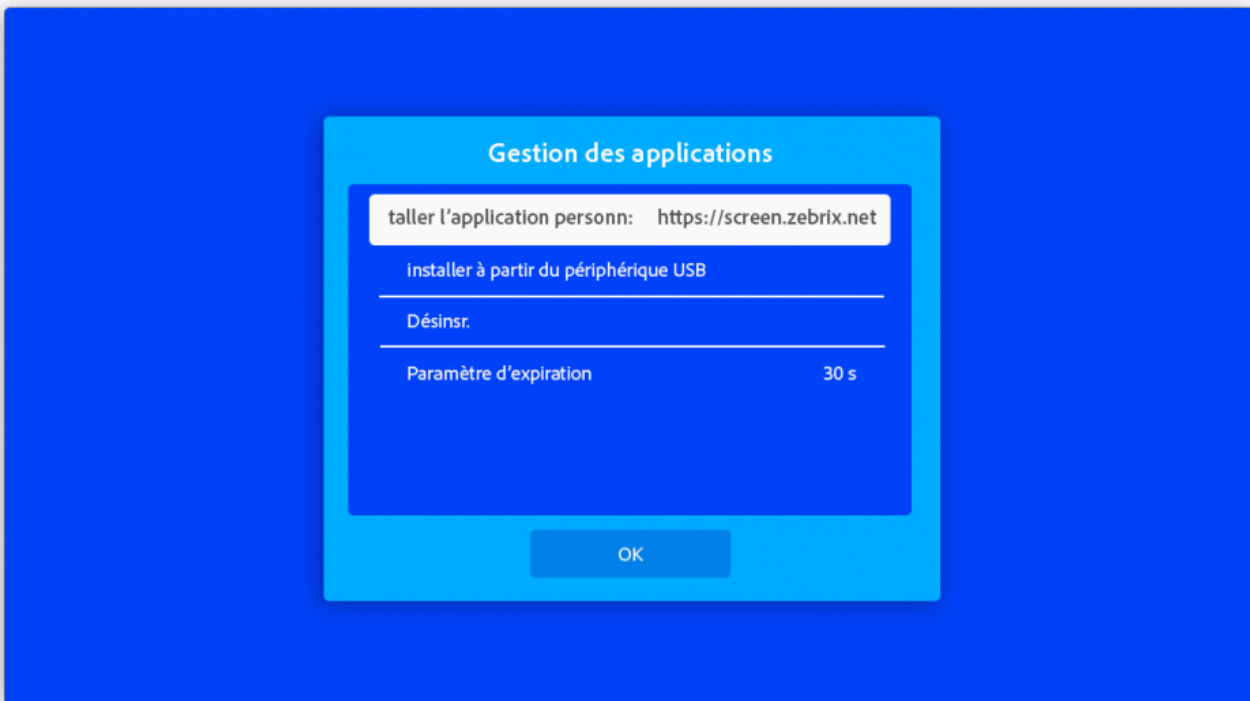 Gestion des applications
taller l'application personn: https://screen.zebrix.net
installer à partir du périphérique USB
Désinsr.
Paramètre d'expiration 30 s
OK